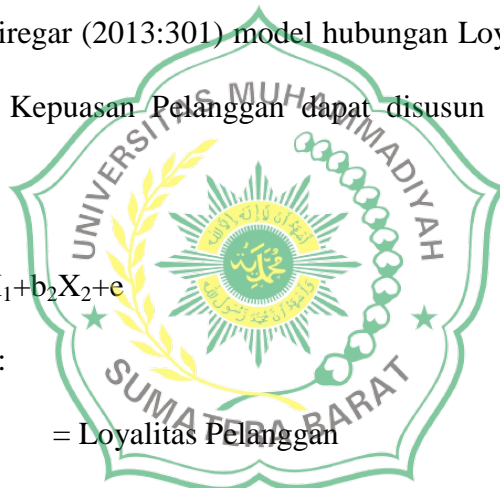 iregar (2013:301) model hubungan Loy
Kepuasan Pelanggan dapat disusun
1+b2X2+e
:
= Loyalitas Pelanggan
UNIVERSITAS MUHAMMADIYAH
SUMATERA BARAT